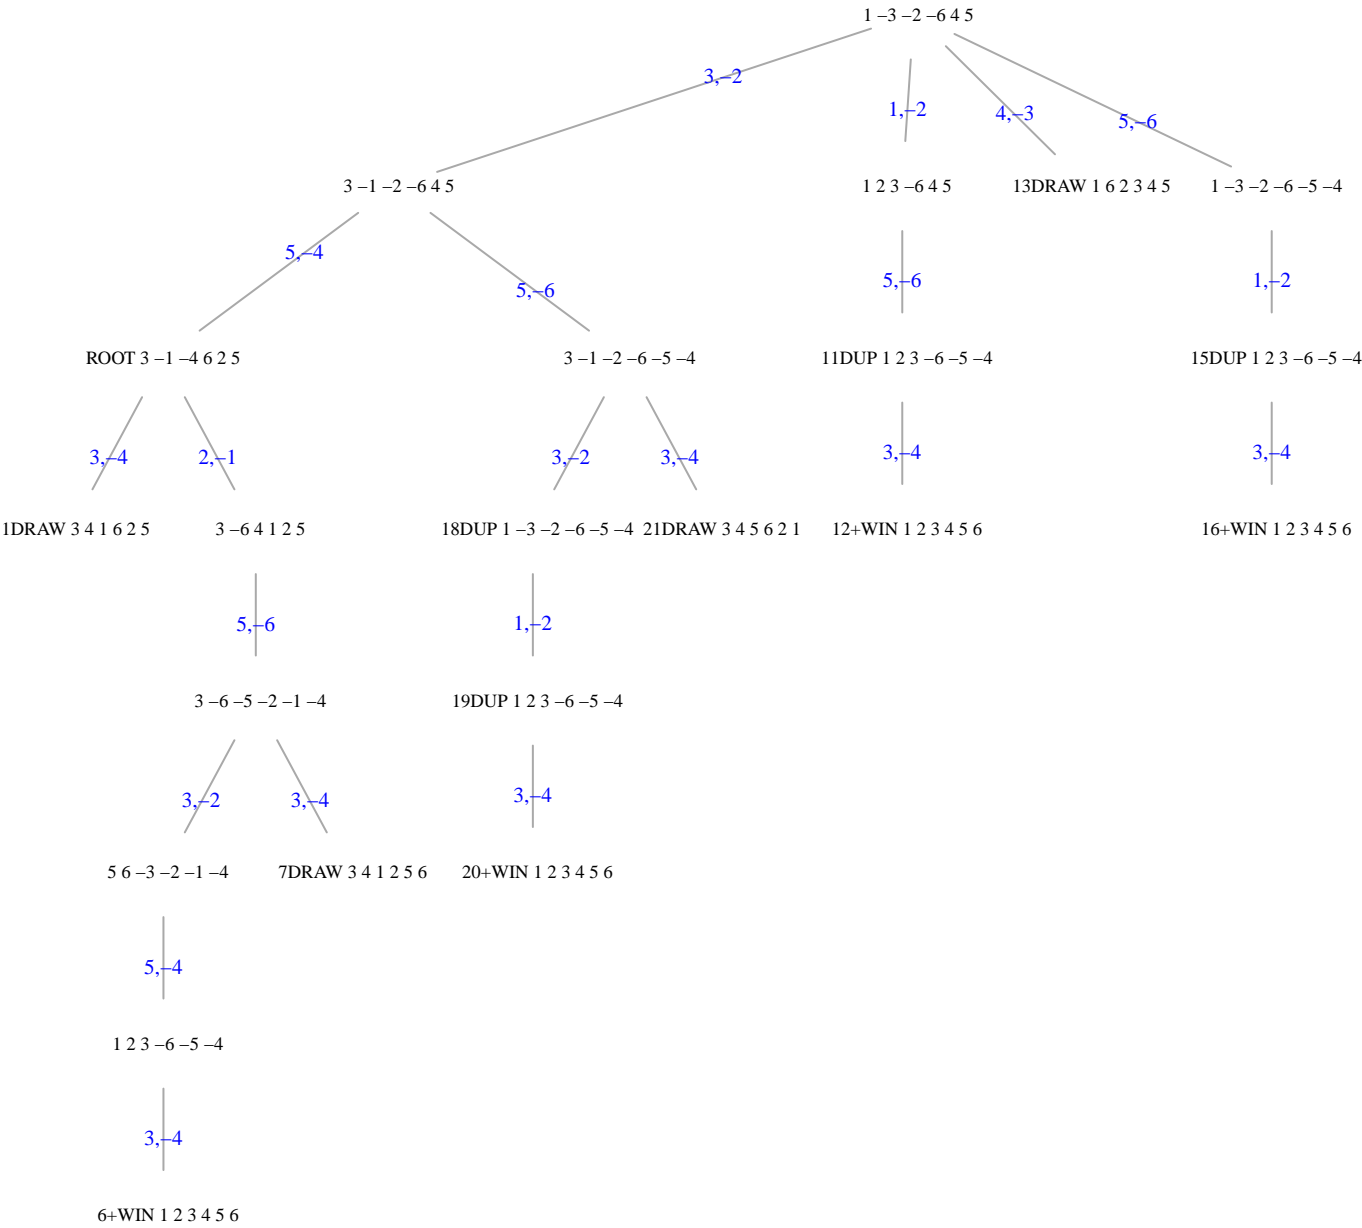 1 –3 –2 –6 4 5
3,–2
1,–2
4,–3
5,–6
3 –1 –2 –6 4 5
1 2 3 –6 4 5
13DRAW 1 6 2 3 4 5
1 –3 –2 –6 –5 –4
5,–4
5,–6
5,–6
1,–2
ROOT 3 –1 –4 6 2 5
3 –1 –2 –6 –5 –4
11DUP 1 2 3 –6 –5 –4
15DUP 1 2 3 –6 –5 –4
3,–4
2,–1
3,–2
3,–4
3,–4
3,–4
1DRAW 3 4 1 6 2 5
3 –6 4 1 2 5
18DUP 1 –3 –2 –6 –5 –4
21DRAW 3 4 5 6 2 1
12+WIN 1 2 3 4 5 6
16+WIN 1 2 3 4 5 6
5,–6
1,–2
3 –6 –5 –2 –1 –4
19DUP 1 2 3 –6 –5 –4
3,–2
3,–4
3,–4
5 6 –3 –2 –1 –4
7DRAW 3 4 1 2 5 6
20+WIN 1 2 3 4 5 6
5,–4
1 2 3 –6 –5 –4
3,–4
6+WIN 1 2 3 4 5 6